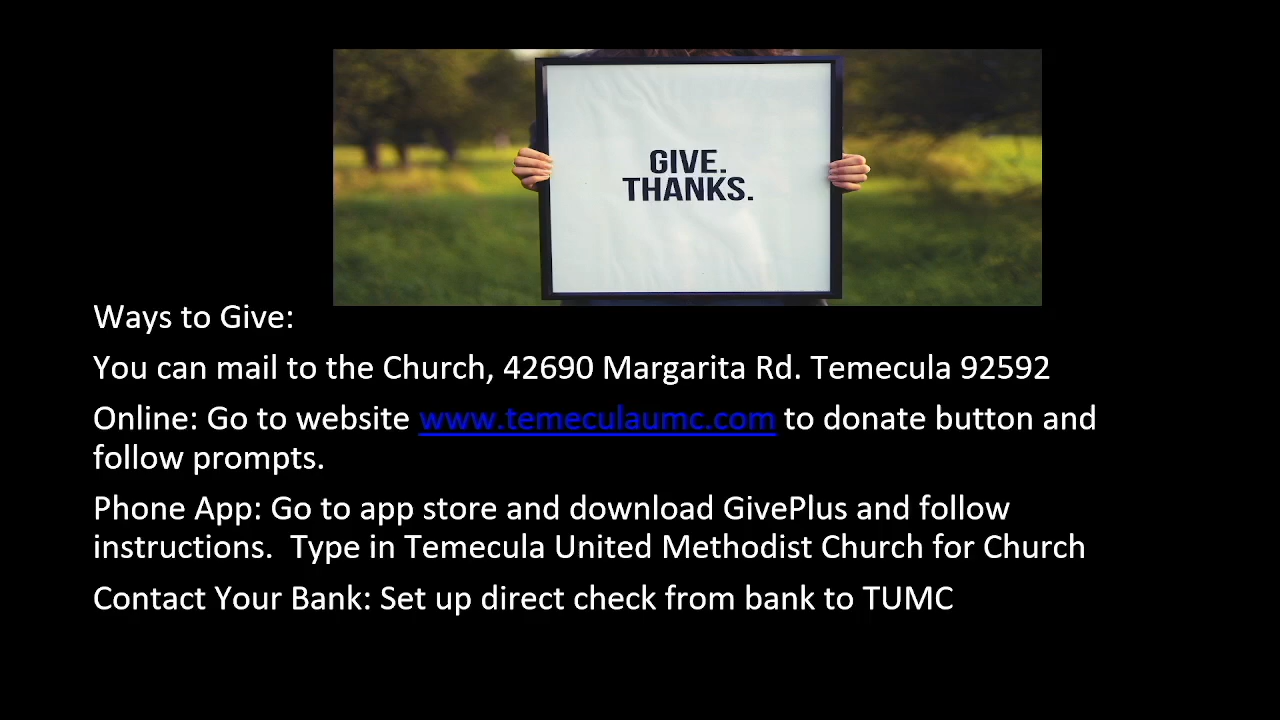 GIVE.
THANKS.
Ways to Give:
You can mail to the Church, 42690 Margarita Rd. Temecula 92592
Online: Go to website www.temeculaumc.com to donate button and
follow prompts.
Phone App: Go to app store and download GivePlus and follow
instructions.  Type in Temecula United Methodist Church for Church
Contact Your Bank: Set up direct check from bank to TUMC